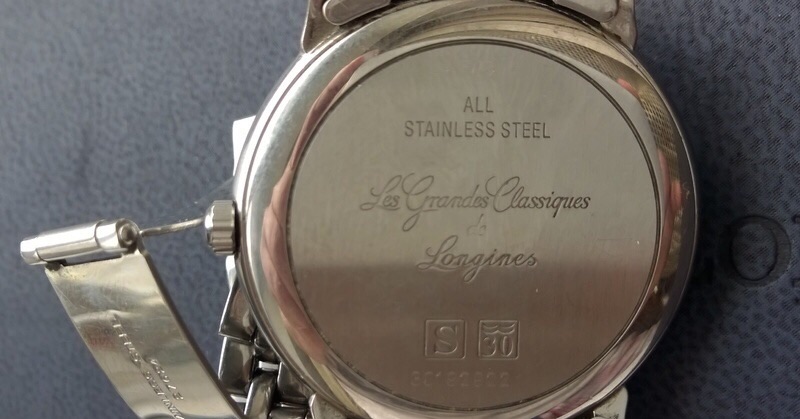 ALL
STAINLESS STEEL
Les Grandes Classiques
de
Longines
S 30